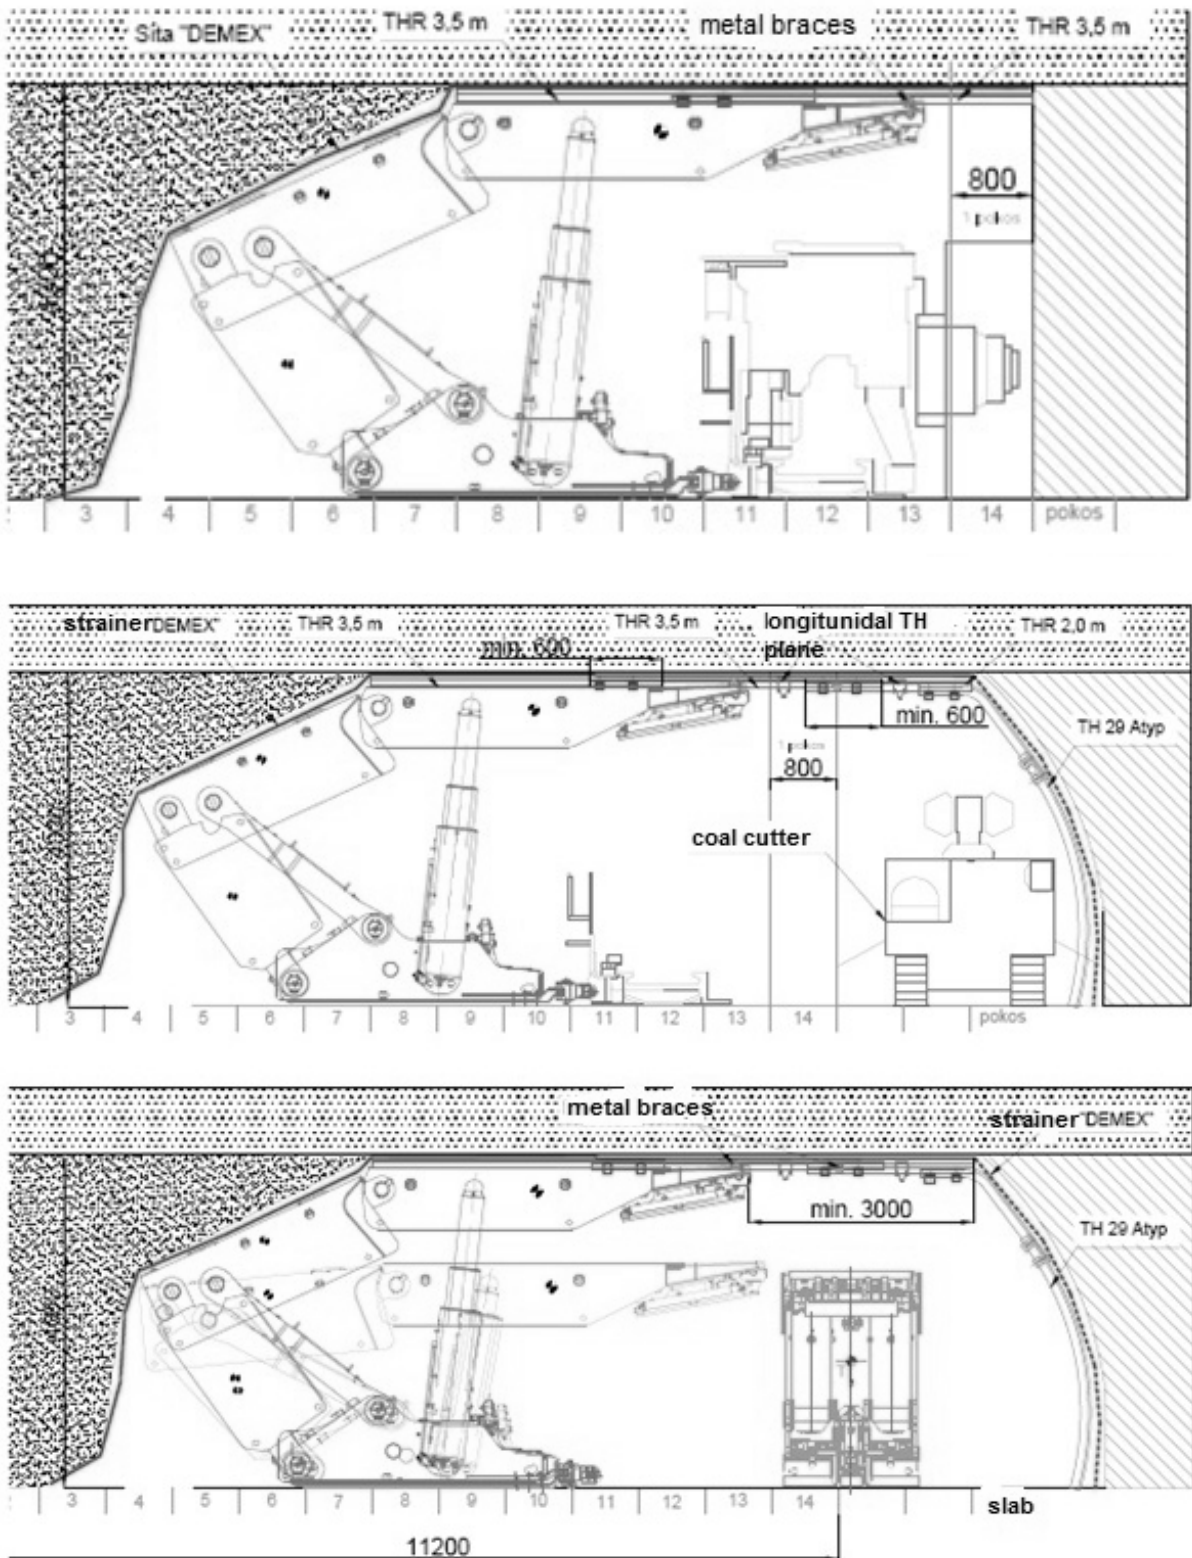 Síta "DEMEX"
THR 3,5 m
metal braces
THR 3,5 m
800
1 pokos
3 4 5 6 7 8 9 10 11 12 13 14 pokos
strainer DEMEX"
THR 3,5 m
THR 3,5 m
longitunidal TH
plane
THR 2,0 m
min. 600
min. 600
TH 29 Atyp
1 pokos
800
coal cutter
3 4 5 6 7 8 9 10 11 12 13 14 pokos
metal braces
strainer "DEMEX"
min. 3000
TH 29 Atyp
3 4 5 6 7 8 9 10 11 12 13 14 slab
11200